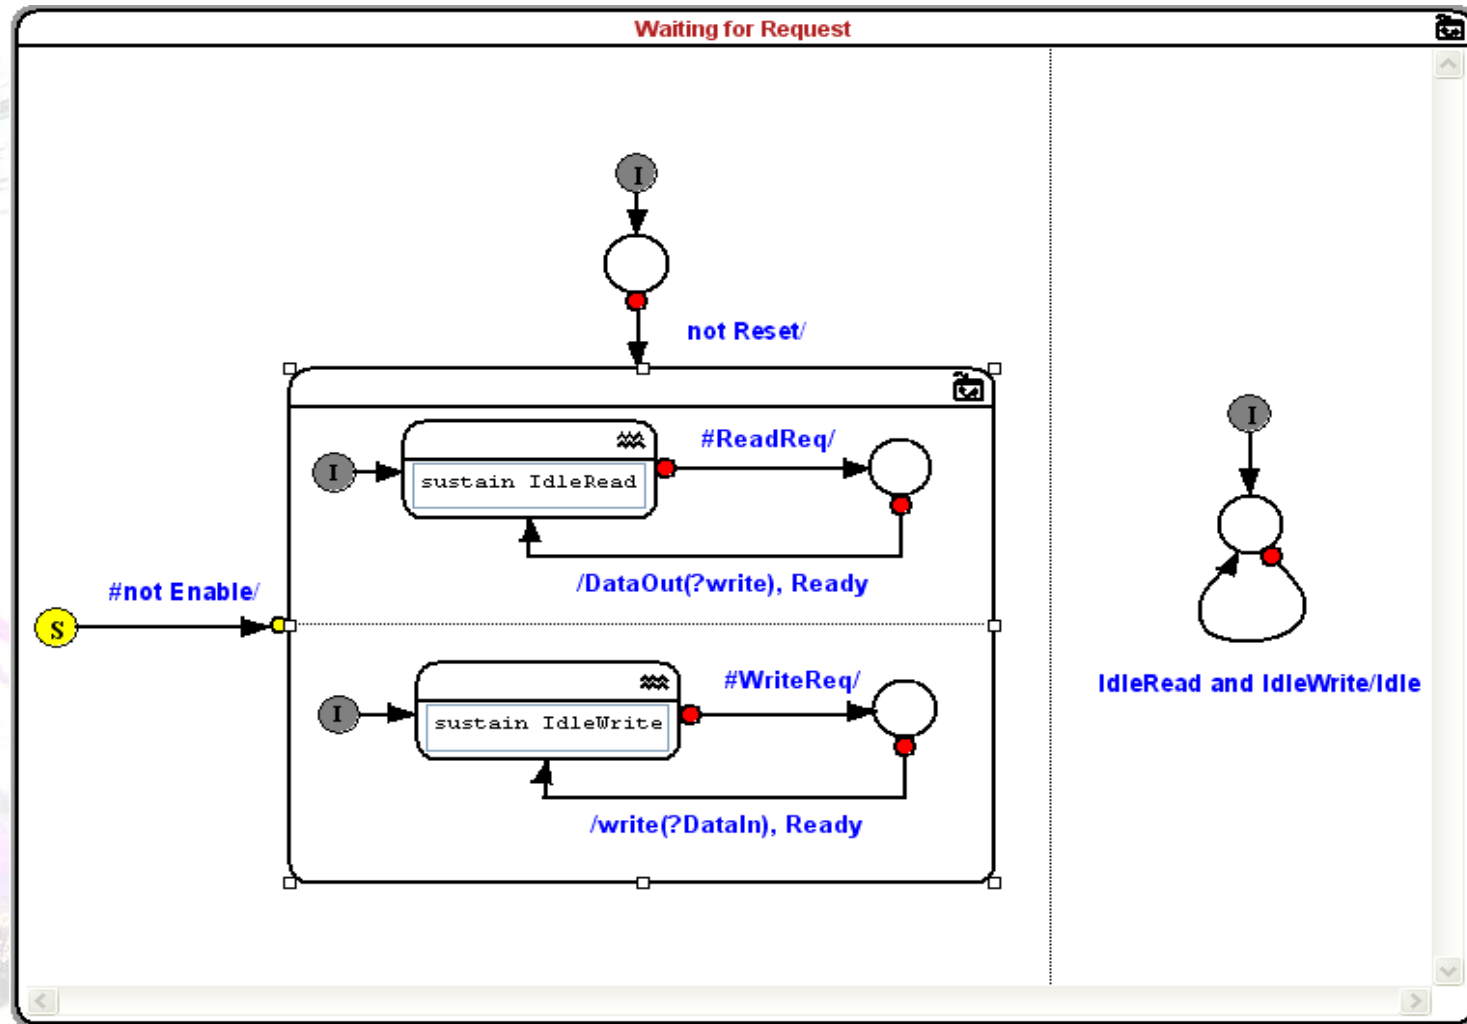 Waiting for Request
I
not Reset/
I
sustain IdleRead
#ReadReq/
/DataOut(?write), Ready
#not Enable/
S
I
sustain IdleWrite
#WriteReq/
/write(?DataIn), Ready
I
IdleRead and IdleWrite/Idle